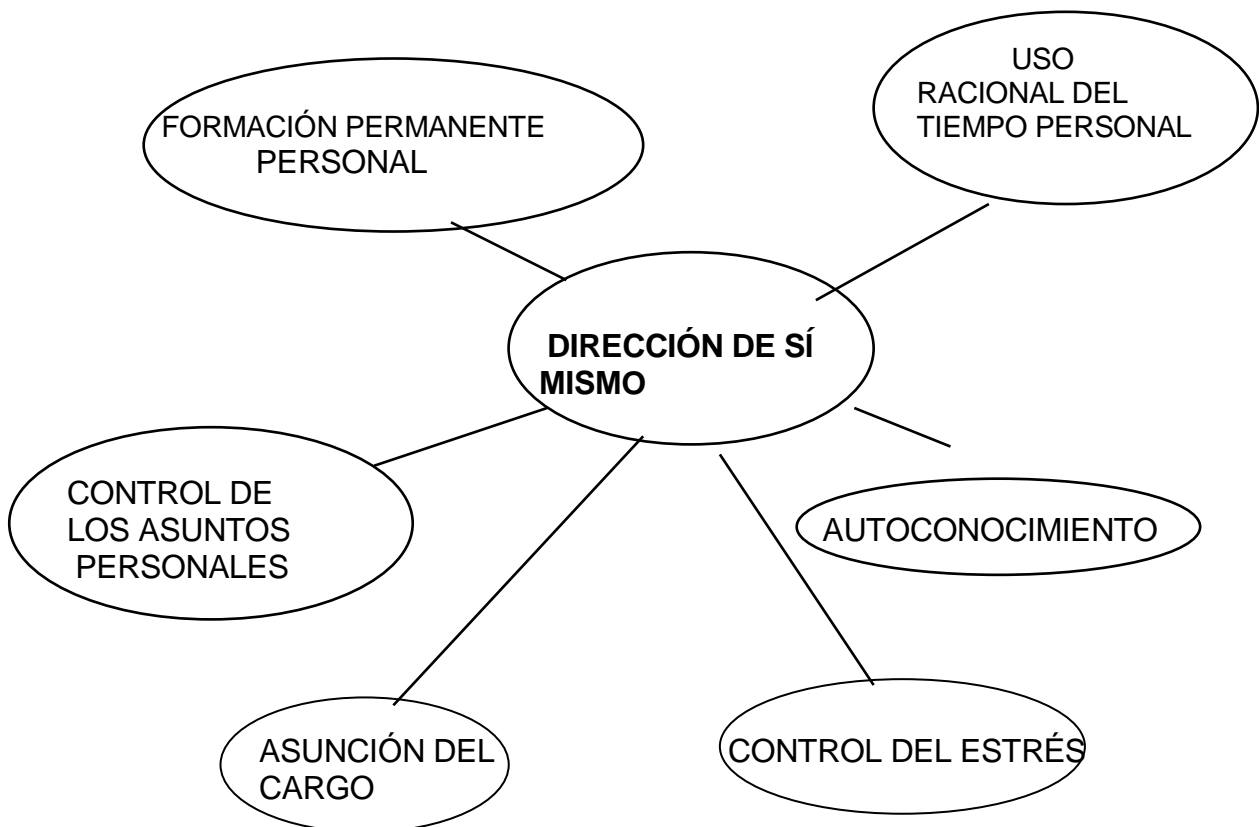 USO
RACIONAL DEL
TIEMPO PERSONAL
FORMACIÓN PERMANENTE
PERSONAL
DIRECCIÓN DE SÍ
MISMO
CONTROL DE
LOS ASUNTOS
PERSONALES
AUTOCONOCIMIENTO
ASUNCIÓN DEL
CARGO
CONTROL DEL ESTRÉS